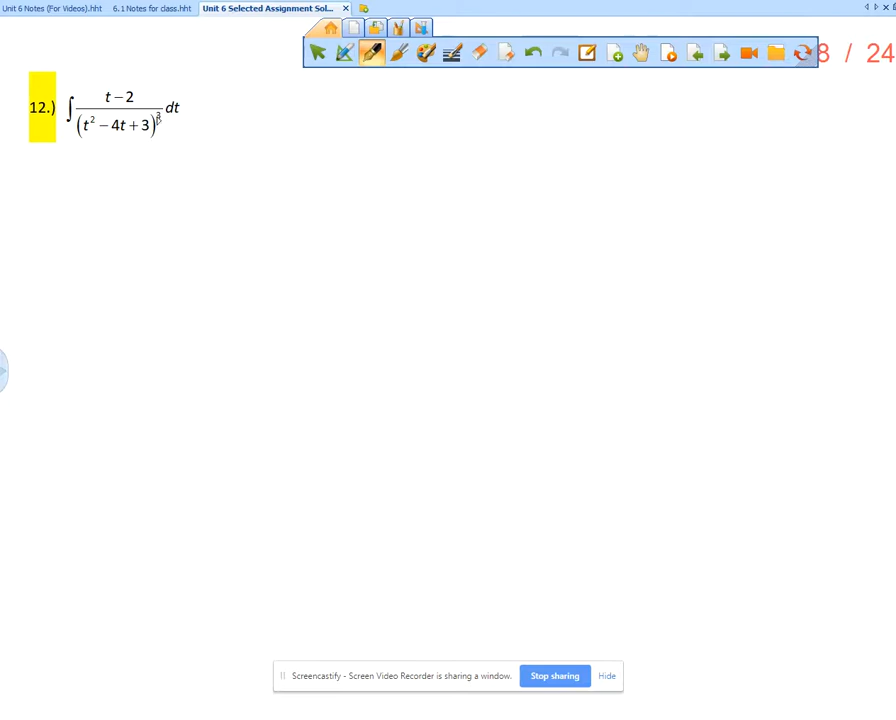 Unit 6 Notes (For Videos).hht 6.1 Notes for class.hht Unit 6 Selected Assignment Sol...
8 / 24
12.) ∫ (t − 2) / (t² − 4t + 3)³ dt
Screencastify - Screen Video Recorder is sharing a window. Stop sharing Hide